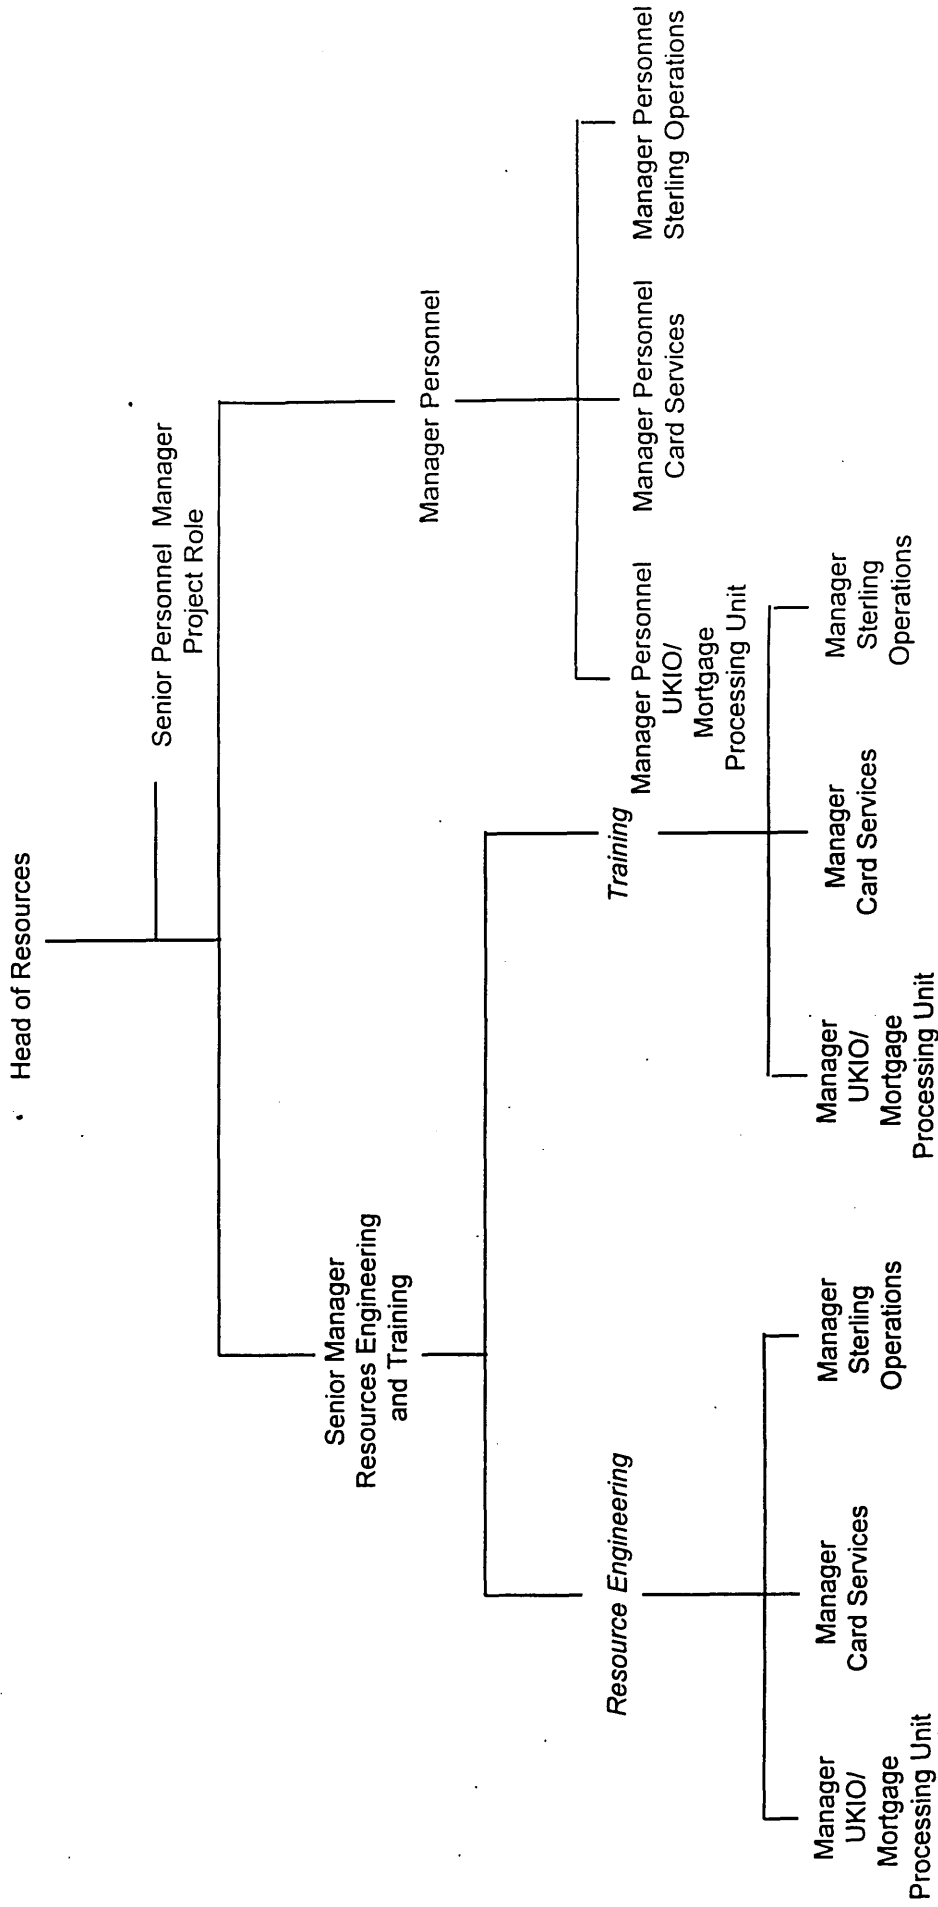 Head of Resources
Senior Personnel Manager
Project Role
Senior Manager
Resources Engineering
and Training
Manager Personnel
Resource Engineering
Training
Manager Personnel
UKIO/
Mortgage
Processing Unit
Manager Personnel
Card Services
Manager Personnel
Sterling Operations
Manager
UKIO/
Mortgage
Processing Unit
Manager
Card Services
Manager
Sterling
Operations
Manager
UKIO/
Mortgage
Processing Unit
Manager
Card Services
Manager
Sterling
Operations